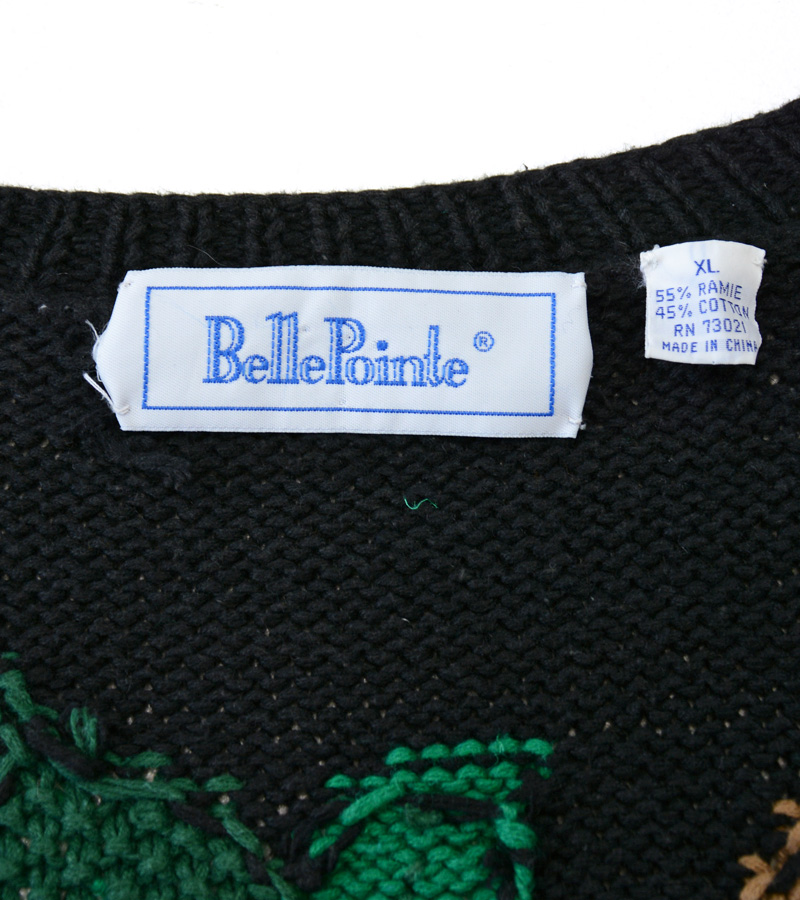 BellePointe®
XL.
55% RAMIE
45% COTTON
RN 73021
MADE IN CHINA